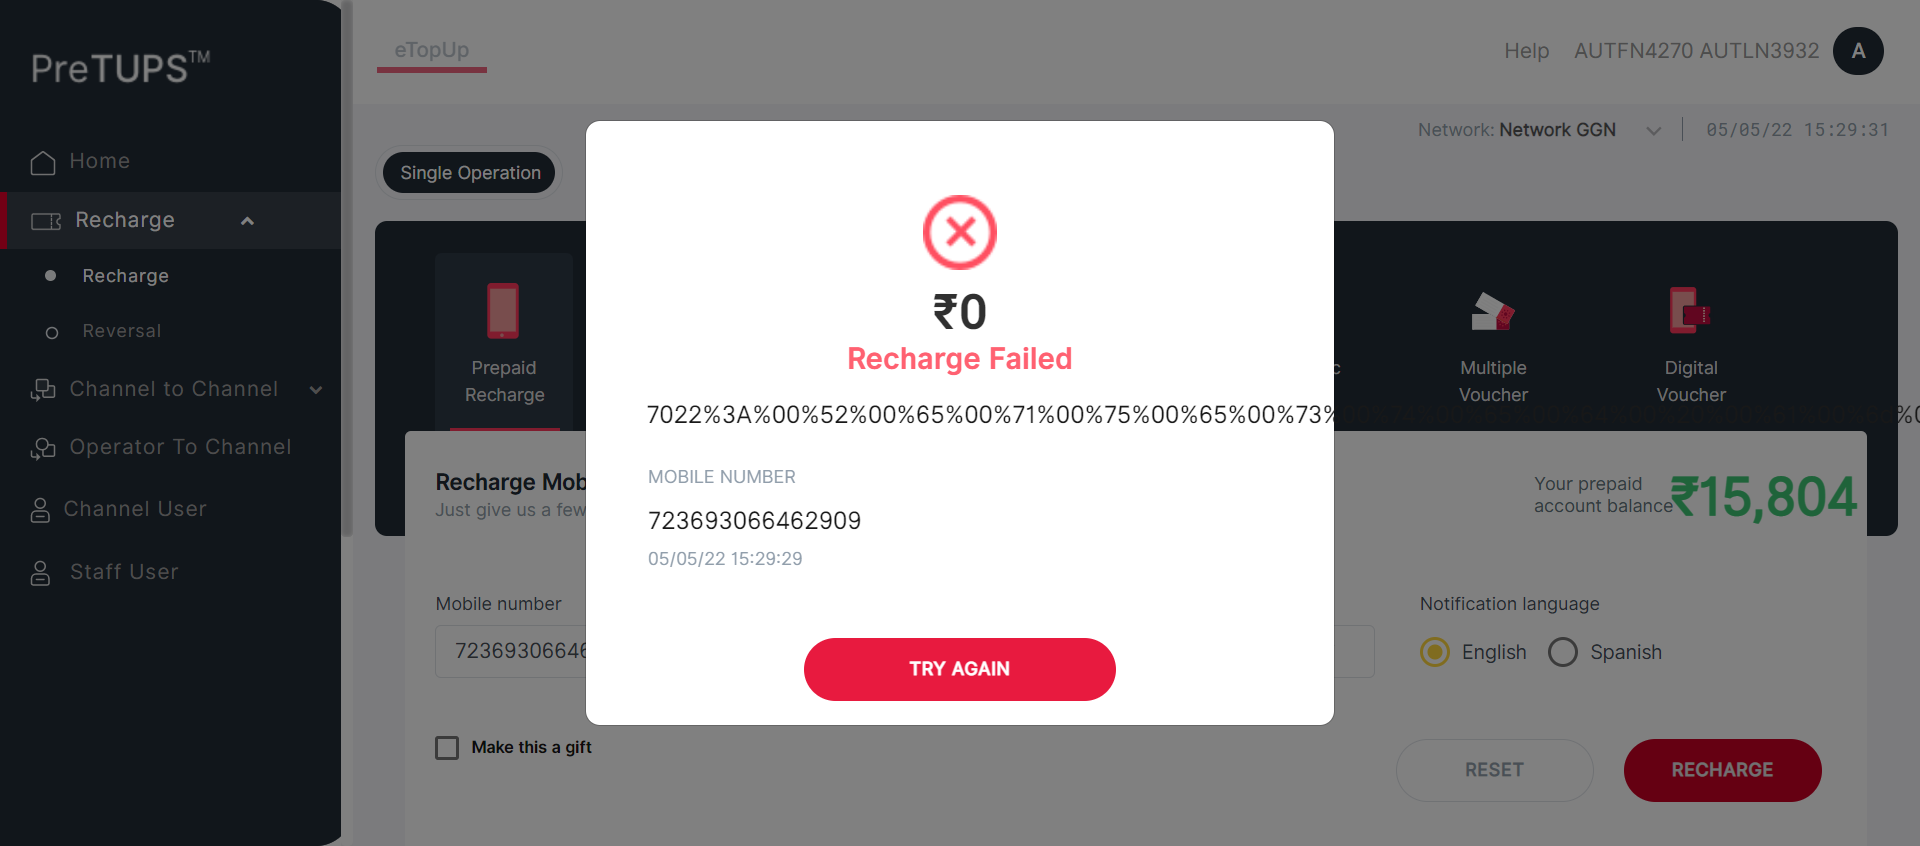 PreTUPS™
eTopUp
Help
AUTFN4270 AUTLN3932
A
Network: Network GGN
05/05/22 15:29:31
Home
Recharge
Recharge
Reversal
Channel to Channel
Operator To Channel
Channel User
Staff User
Single Operation
Prepaid
Recharge
Multiple
Voucher
Digital
Voucher
Recharge Mob
Just give us a few
Your prepaid
account balance
₹15,804
Mobile number
7236930664
Notification language
English
Spanish
Make this a gift
RESET
RECHARGE
₹0
Recharge Failed
7022%3A%00%52%00%65%00%71%00%75%00%65%00%73%
MOBILE NUMBER
723693066462909
05/05/22 15:29:29
TRY AGAIN